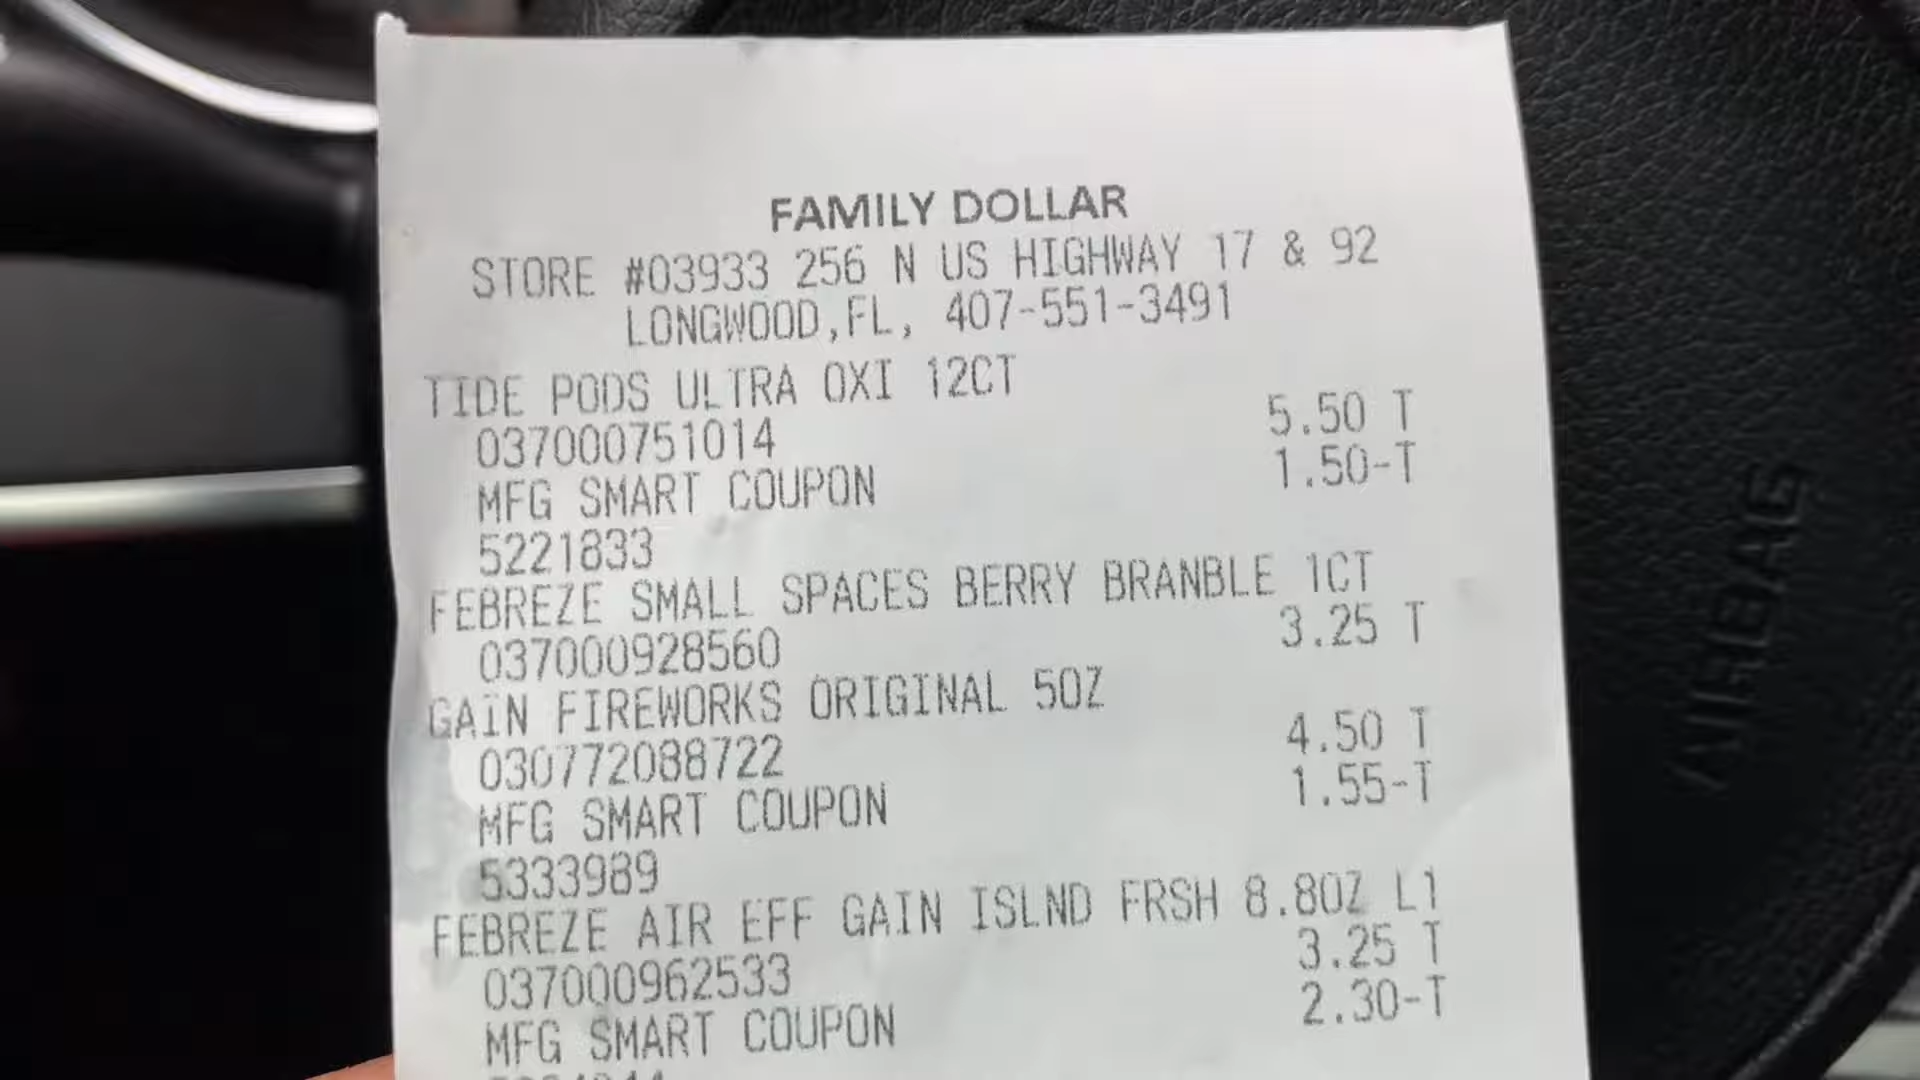 FAMILY DOLLAR
STORE #03933 256 N US HIGHWAY 17 & 92
LONGWOOD,FL, 407-551-3491
TIDE PODS ULTRA OXI 12CT
037000751014 5.50 T
MFG SMART COUPON 1.50-T
5221833
FEBREZE SMALL SPACES BERRY BRANBLE 1CT
037000928560 3.25 T
GAIN FIREWORKS ORIGINAL 5OZ
030772088722 4.50 T
MFG SMART COUPON 1.55-T
5333989
FEBREZE AIR EFF GAIN ISLND FRSH 8.8OZ L1
037000962533 3.25 T
MFG SMART COUPON 2.30-T
AIRBAG